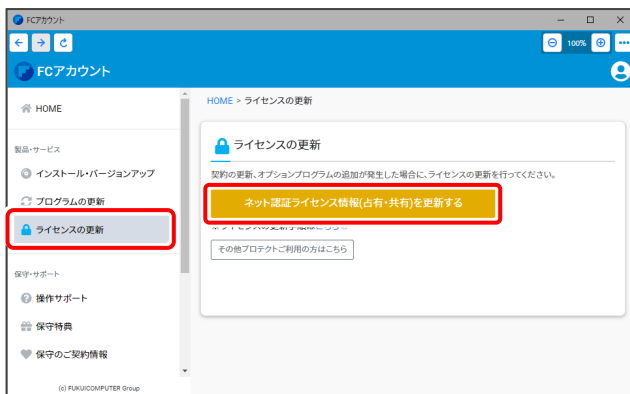 FCアカウント
100%
FCアカウント
HOME
HOME > ライセンスの更新
製品・サービス
インストール・バージョンアップ
プログラムの更新
ライセンスの更新
保守・サポート
操作サポート
保守特典
保守のご契約情報
(c) FUKUICOMPUTER Group
ライセンスの更新
契約の更新、オプションプログラムの追加が発生した場合に、ライセンスの更新を行ってください。
ネット認証ライセンス情報(占有・共有)を更新する
その他プロテクトご利用の方はこちら